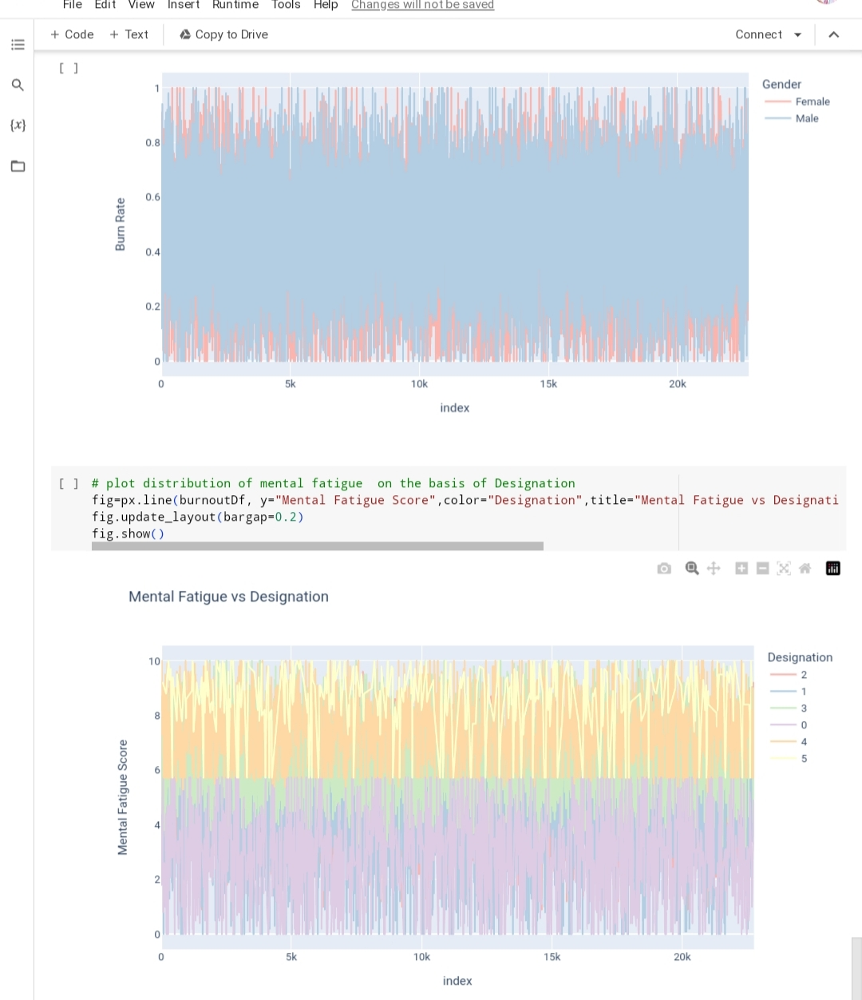 File Edit View Insert Runtime Tools Help Changes will not be saved
+ Code + Text Copy to Drive Connect
[ ]
{x}
Gender
Female
Male
1
0.8
0.6
0.4
0.2
0
Burn Rate
0 5k 10k 15k 20k
index
[ ] # plot distribution of mental fatigue  on the basis of Designation
fig=px.line(burnoutDf, y="Mental Fatigue Score",color="Designation",title="Mental Fatigue vs Designati
fig.update_layout(bargap=0.2)
fig.show()
Mental Fatigue vs Designation
Designation
2
1
3
0
4
5
10
8
6
4
2
0
Mental Fatigue Score
0 5k 10k 15k 20k
index